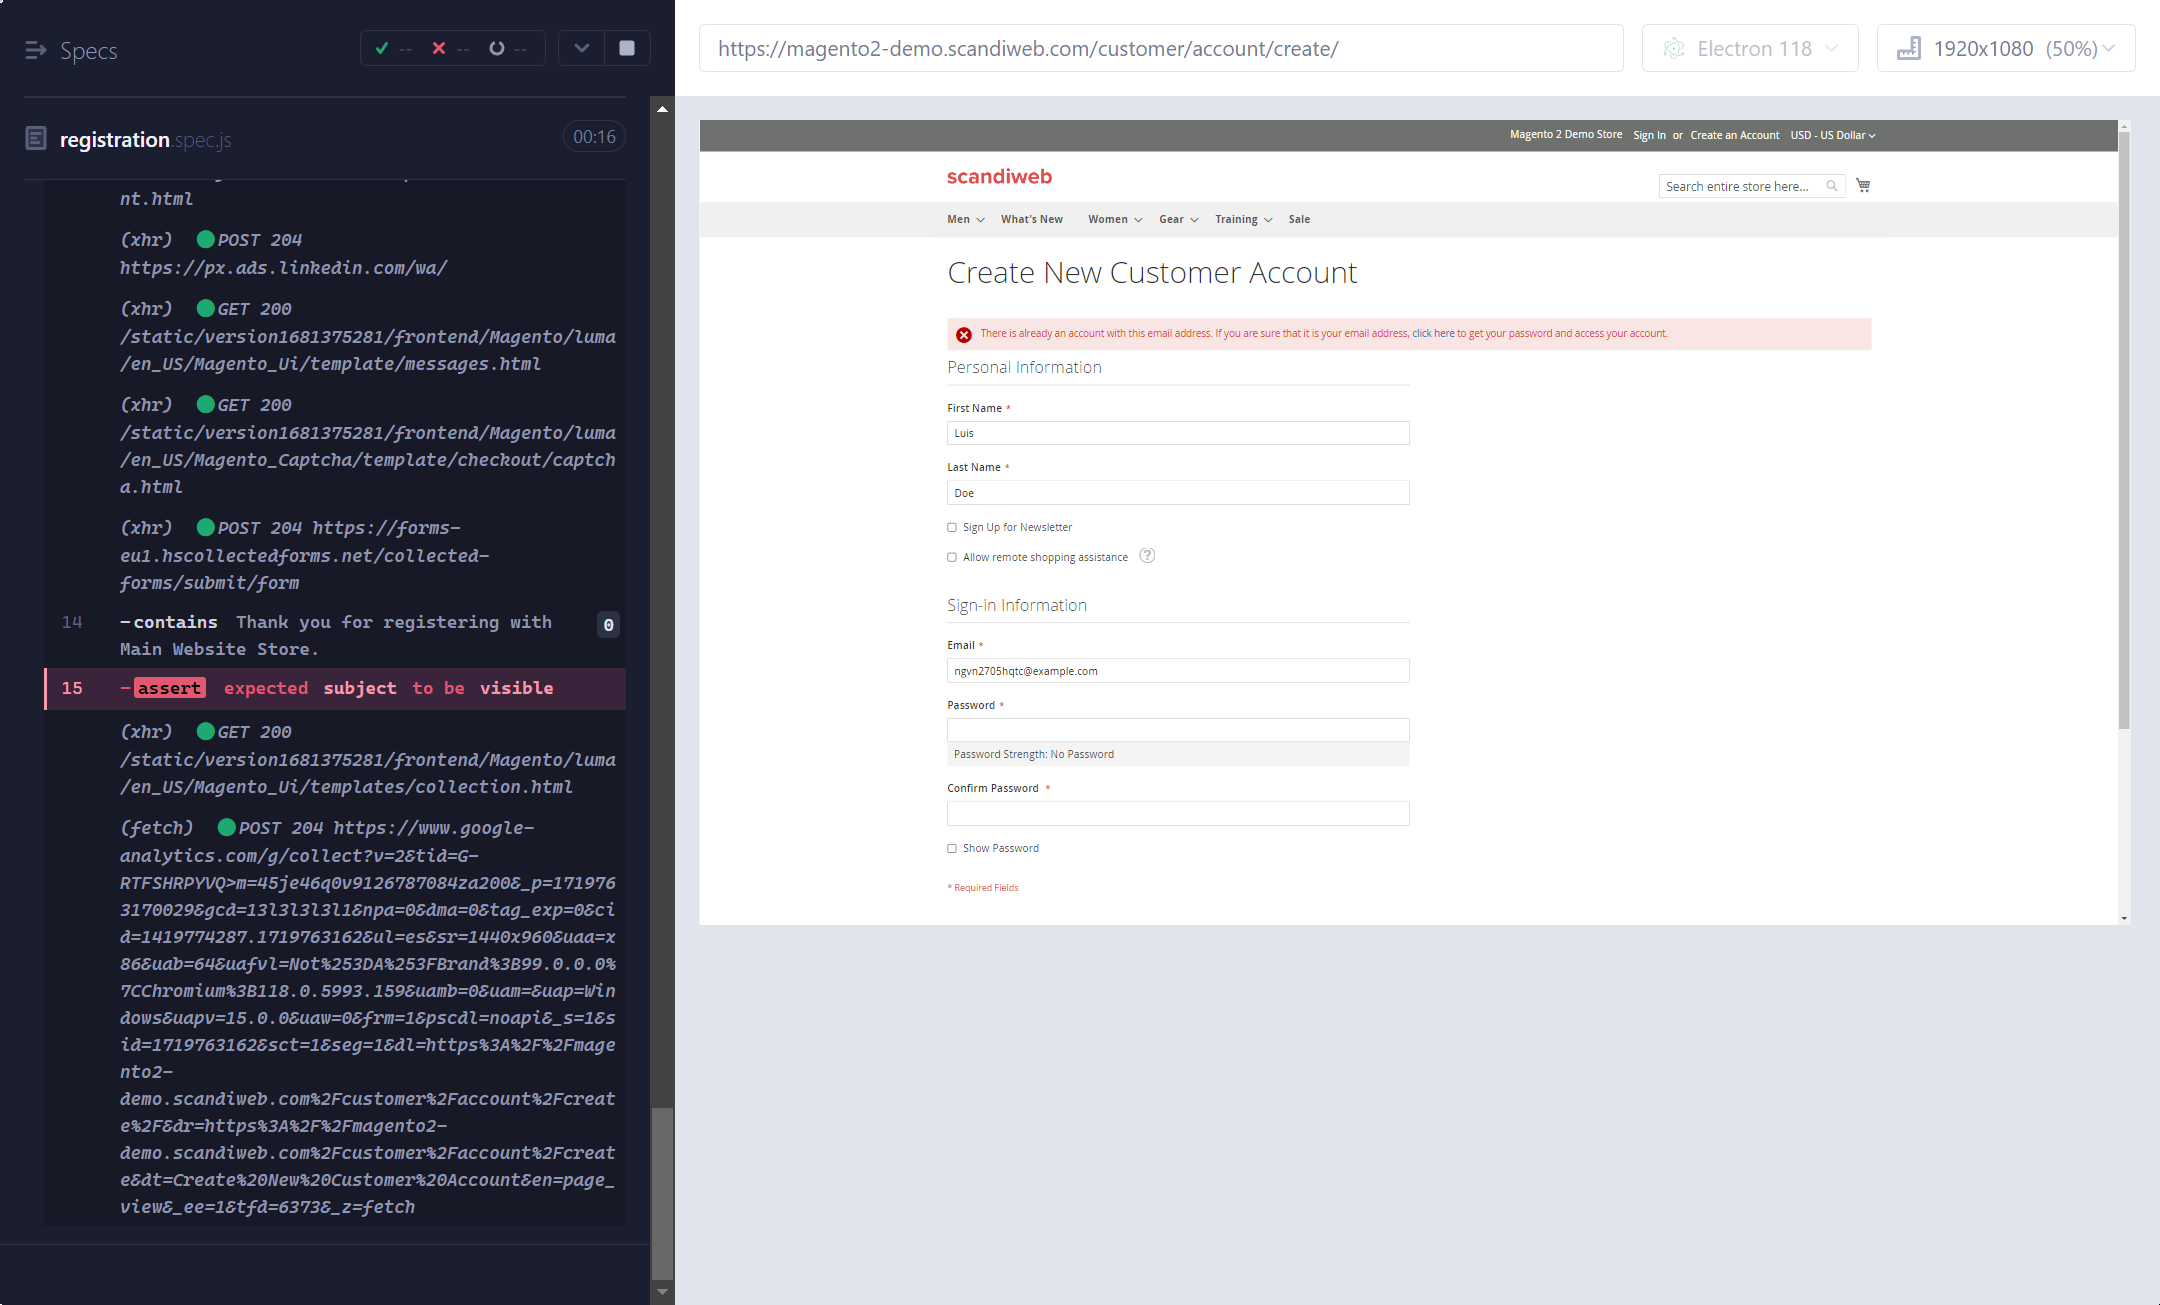 Specs
-- -- --
registration.spec.js
00:16
nt.html
(xhr) POST 204
https://px.ads.linkedin.com/wa/
(xhr) GET 200
/static/version1681375281/frontend/Magento/luma
/en_US/Magento_Ui/template/messages.html
(xhr) GET 200
/static/version1681375281/frontend/Magento/luma
/en_US/Magento_Captcha/template/checkout/captch
a.html
(xhr) POST 204 https://forms-
eu1.hscollectedforms.net/collected-
forms/submit/form
14 -contains Thank you for registering with 0
Main Website Store.
15 -assert expected subject to be visible
(xhr) GET 200
/static/version1681375281/frontend/Magento/luma
/en_US/Magento_Ui/templates/collection.html
(fetch) POST 204 https://www.google-
analytics.com/g/collect?v=2&tid=G-
RTFSHRPYVQ>m=45je46q0v9126787084za200&_p=171976
3170029&gcd=13l3l3l3l1&npa=0&dma=0&tag_exp=0&ci
d=1419774287.1719763162&ul=es&sr=1440x960&uaa=x
86&uab=64&uafvl=Not%253DA%253FBrand%3B99.0.0.0%
7CChromium%3B118.0.5993.159&uamb=0&uam=&uap=Win
dows&uapv=15.0.0&uaw=0&frm=1&pscdl=noapi&_s=1&s
id=1719763162&sct=1&seg=1&dl=https%3A%2F%2Fmage
nto2-
demo.scandiweb.com%2Fcustomer%2Faccount%2Fcreat
e%2F&dr=https%3A%2F%2Fmagento2-
demo.scandiweb.com%2Fcustomer%2Faccount%2Fcreat
e&dt=Create%20New%20Customer%20Account&en=page_
view&_ee=1&tfd=6373&_z=fetch
https://magento2-demo.scandiweb.com/customer/account/create/
Electron 118
1920x1080 (50%)
Magento 2 Demo Store Sign In or Create an Account USD - US Dollar
scandiweb
Search entire store here...
Men What's New Women Gear Training Sale
Create New Customer Account
There is already an account with this email address. If you are sure that it is your email address, click here to get your password and access your account.
Personal Information
First Name *
Luis
Last Name *
Doe
Sign Up for Newsletter
Allow remote shopping assistance ?
Sign-in Information
Email *
ngvn2705hqtc@example.com
Password *
Password Strength: No Password
Confirm Password *
Show Password
* Required Fields